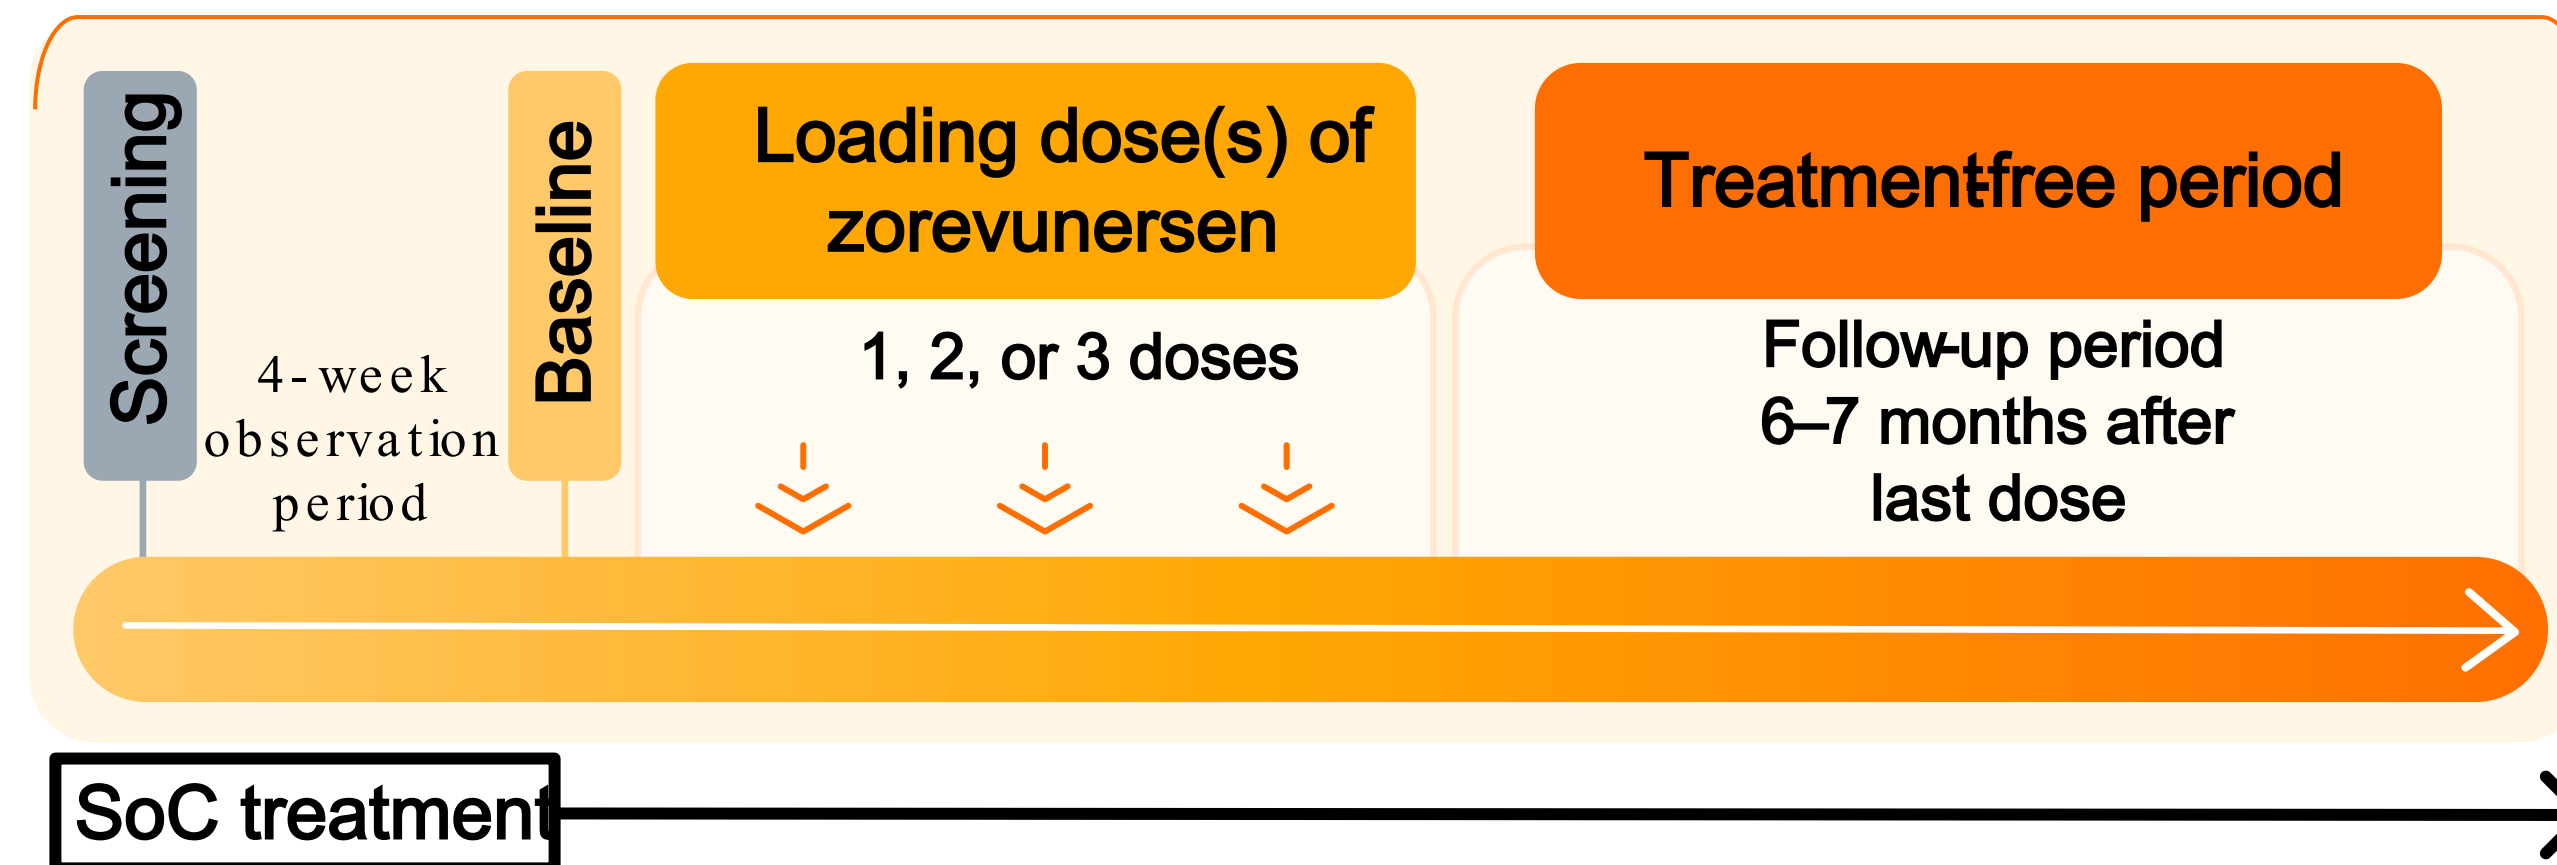 Screening
4-week
observation
period
Baseline
Loading dose(s) of
zorevunersen
1, 2, or 3 doses
Treatment-free period
Follow-up period
6–7 months after
last dose
SoC treatment